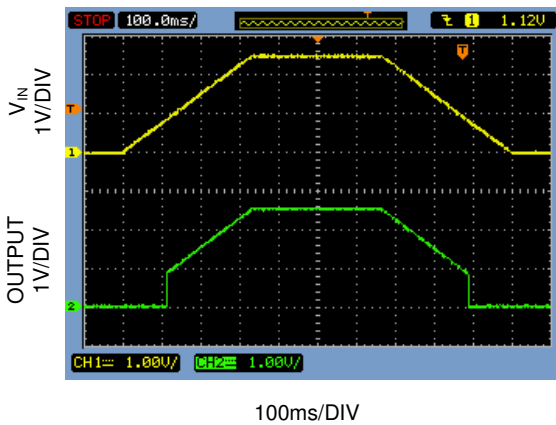 STOP 100.0ms/ T 1 1.12V
T
T
1
2
V_IN
1V/DIV
OUTPUT
1V/DIV
CH1 1.00V/ CH2 1.00V/
100ms/DIV